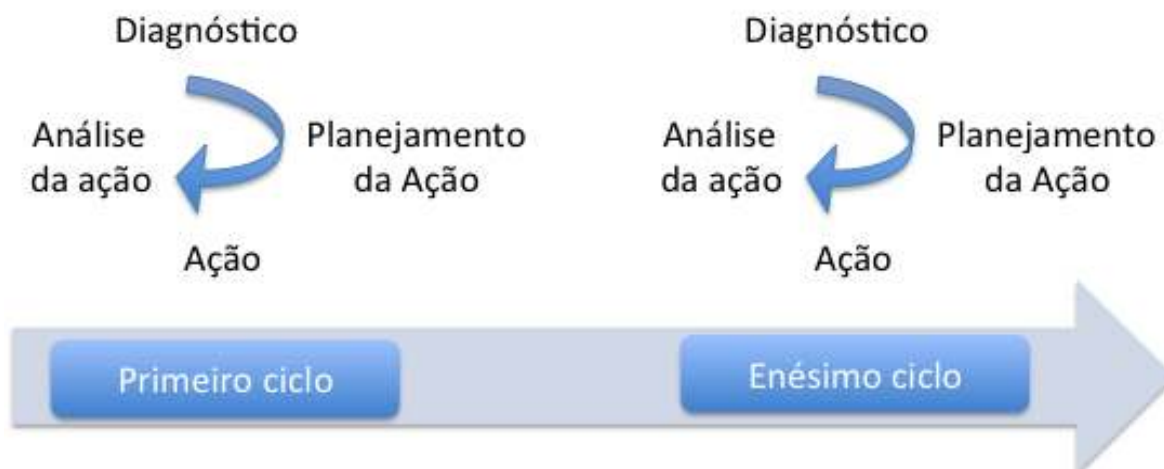 Diagnóstico
Análise
da ação
Planejamento
da Ação
Ação
Primeiro ciclo
Diagnóstico
Análise
da ação
Planejamento
da Ação
Ação
Enésimo ciclo